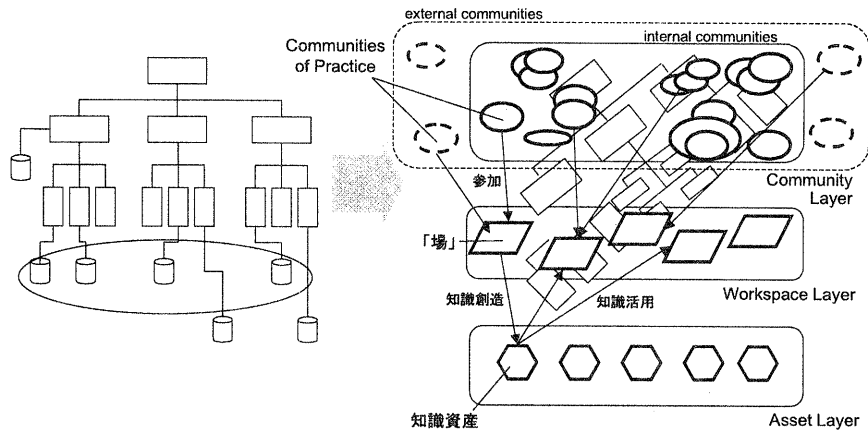 external communities
internal communities
Communities
of Practice
参加
Community
Layer
「場」
知識創造
知識活用
Workspace Layer
知識資産
Asset Layer